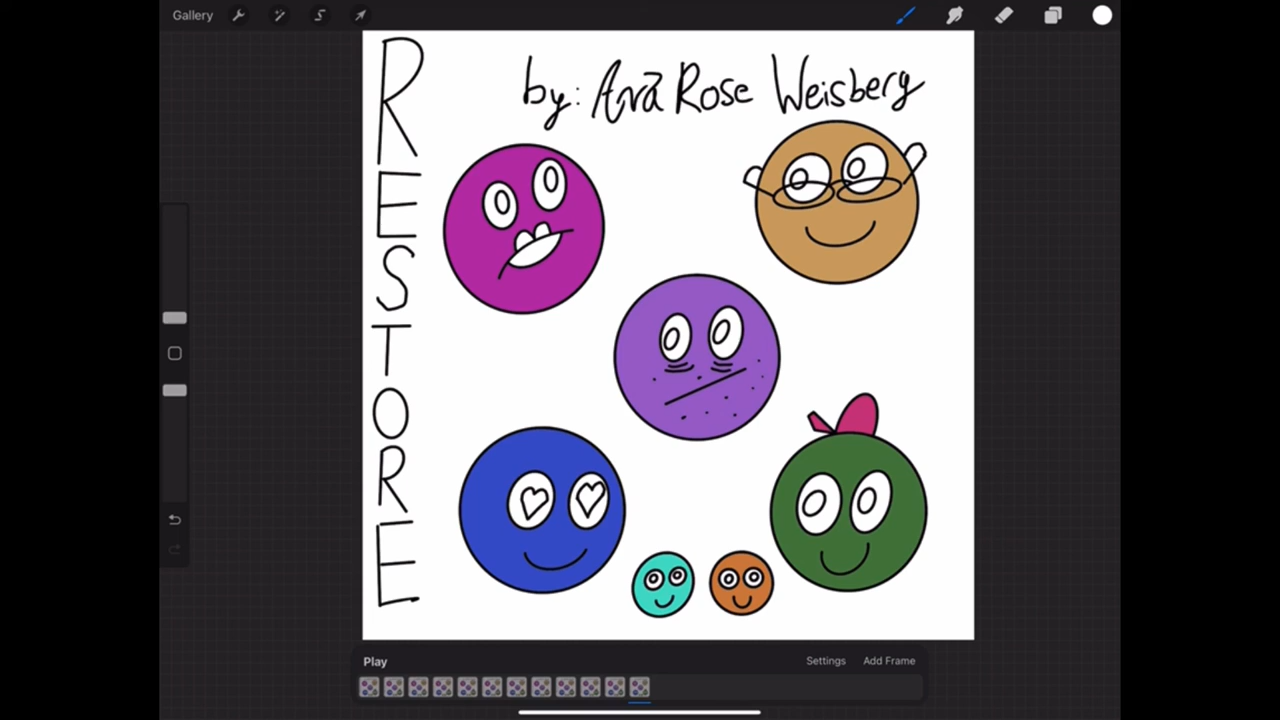 Gallery
RESTORE
by: Ava Rose Weisberg
Play
Settings
Add Frame